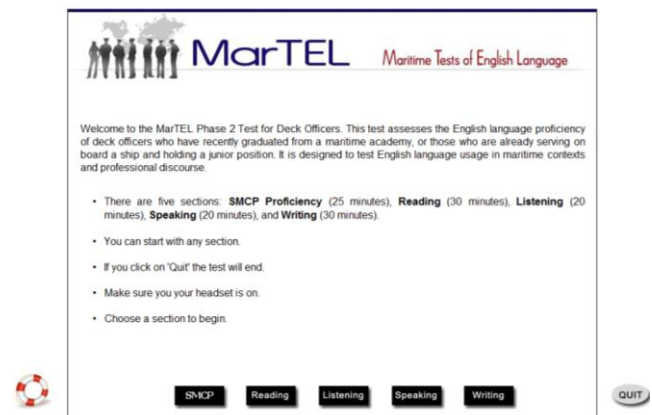 MarTEL Maritime Tests of English Language
Welcome to the MarTEL Phase 2 Test for Deck Officers. This test assesses the English language proficiency
of deck officers who have recently graduated from a maritime academy, or those who are already serving on
board a ship and holding a junior position. It is designed to test English language usage in maritime contexts
and professional discourse.
• There are five sections: SMCP Proficiency (25 minutes), Reading (30 minutes), Listening (20
minutes), Speaking (20 minutes), and Writing (30 minutes).
• You can start with any section.
• If you click on 'Quit' the test will end.
• Make sure you your headset is on.
• Choose a section to begin.
SMCP Reading Listening Speaking Writing QUIT